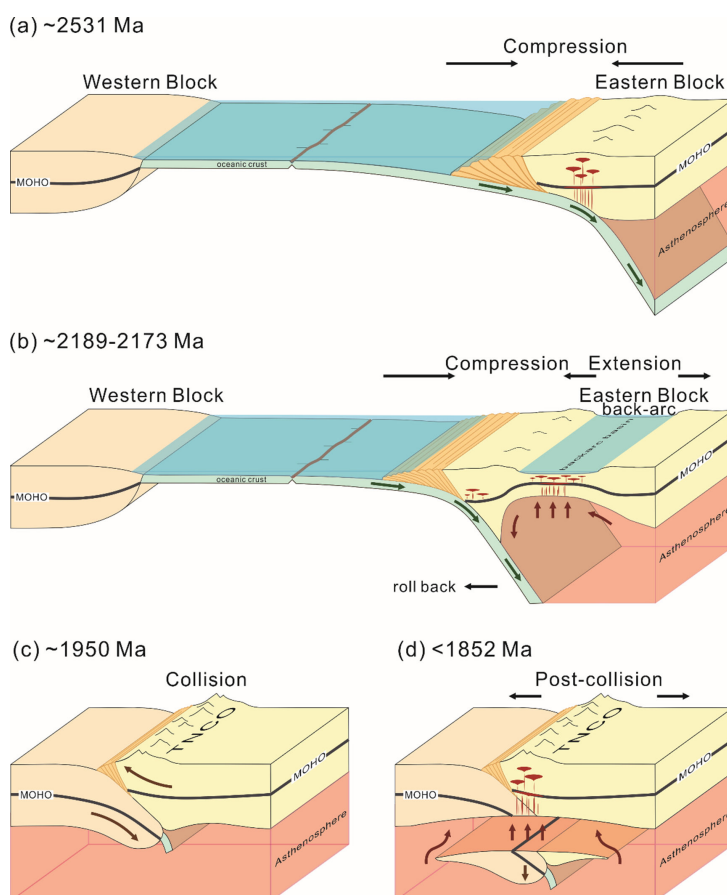 (a) ~2531 Ma
Compression
Western Block
Eastern Block
oceanic crust
MOHO
MOHO
Asthenosphere
(b) ~2189-2173 Ma
Compression
Extension
Western Block
Eastern Block
back-arc
backarc basin
oceanic crust
MOHO
MOHO
Asthenosphere
roll back
(c) ~1950 Ma
Collision
TNCO
MOHO
MOHO
Asthenosphere
(d) <1852 Ma
Post-collision
TNCO
MOHO
MOHO
Asthenosphere